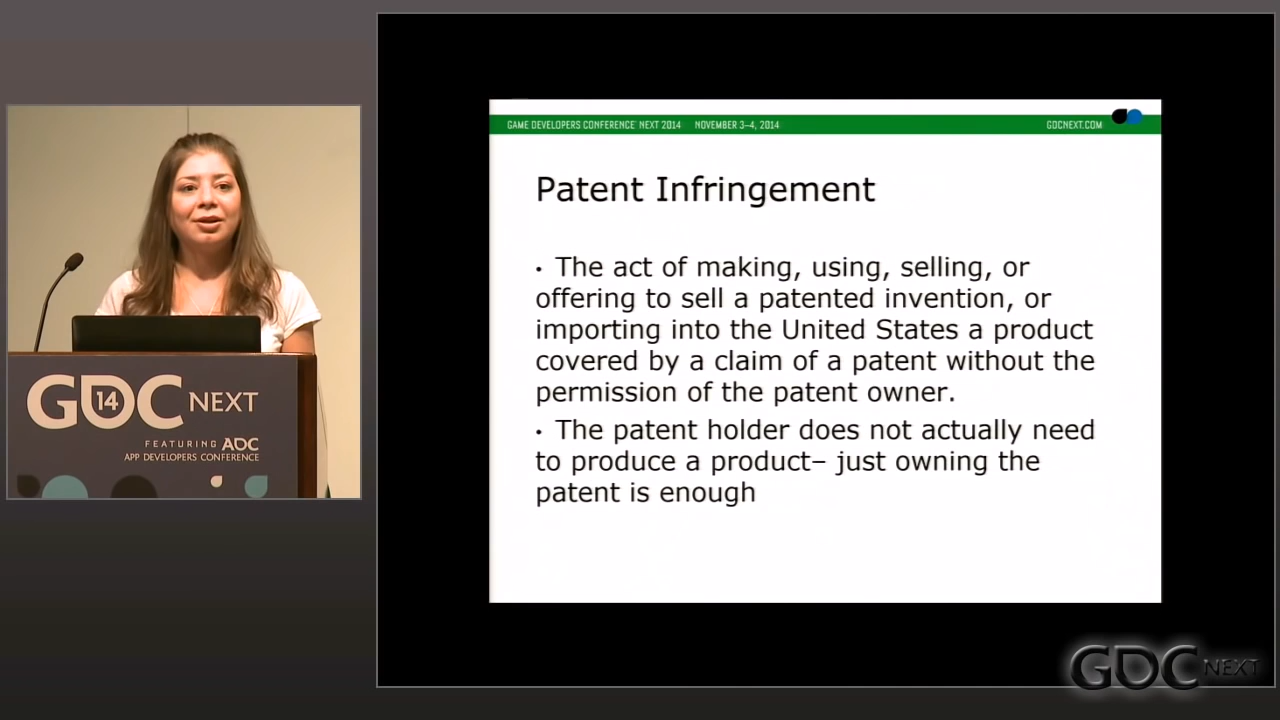 GAME DEVELOPERS CONFERENCE® NEXT 2014 NOVEMBER 3–4, 2014 GDCNEXT.COM
Patent Infringement
• The act of making, using, selling, or
offering to sell a patented invention, or
importing into the United States a product
covered by a claim of a patent without the
permission of the patent owner.
• The patent holder does not actually need
to produce a product– just owning the
patent is enough
GDC 14 NEXT
FEATURING ADC
APP DEVELOPERS CONFERENCE
GDC NEXT